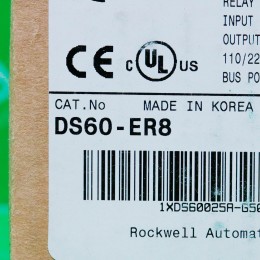 RELAY
INPUT
OUTPUT
110/22
BUS PO
CE C UL US
CAT.No MADE IN KOREA
DS60-ER8
1XDS60025A-G50
Rockwell Automat